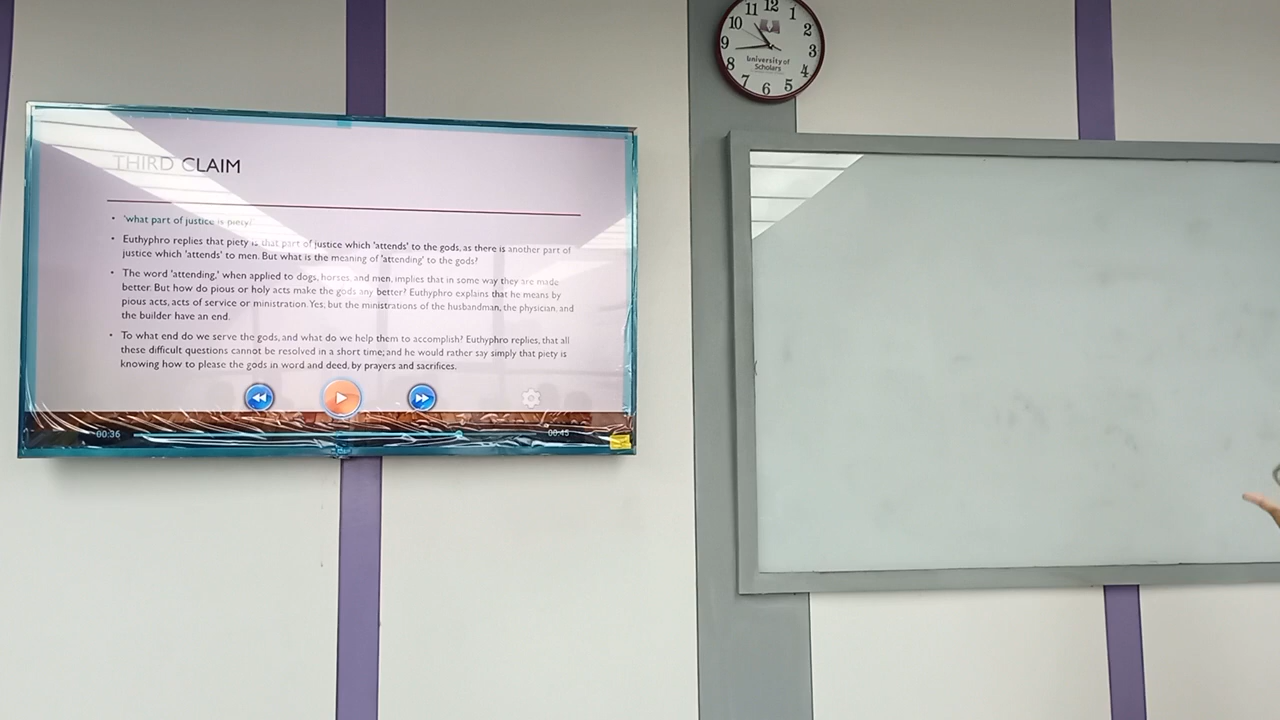 THIRD CLAIM
• 'what part of justice is piety?'
• Euthyphro replies that piety is that part of justice which 'attends' to the gods, as there is another part of
justice which 'attends' to men. But what is the meaning of 'attending' to the gods?
• The word 'attending,' when applied to dogs, horses, and men, implies that in some way they are made
better. But how do pious or holy acts make the gods any better? Euthyphro explains that he means by
pious acts, acts of service or ministration. Yes; but the ministrations of the husbandman, the physician, and
the builder have an end.
• To what end do we serve the gods, and what do we help them to accomplish? Euthyphro replies, that all
these difficult questions cannot be resolved in a short time; and he would rather say simply that piety is
knowing how to please the gods in word and deed, by prayers and sacrifices.
00:36
00:45
12
1
2
3
4
5
6
7
8
9
10
11
University of
Scholars